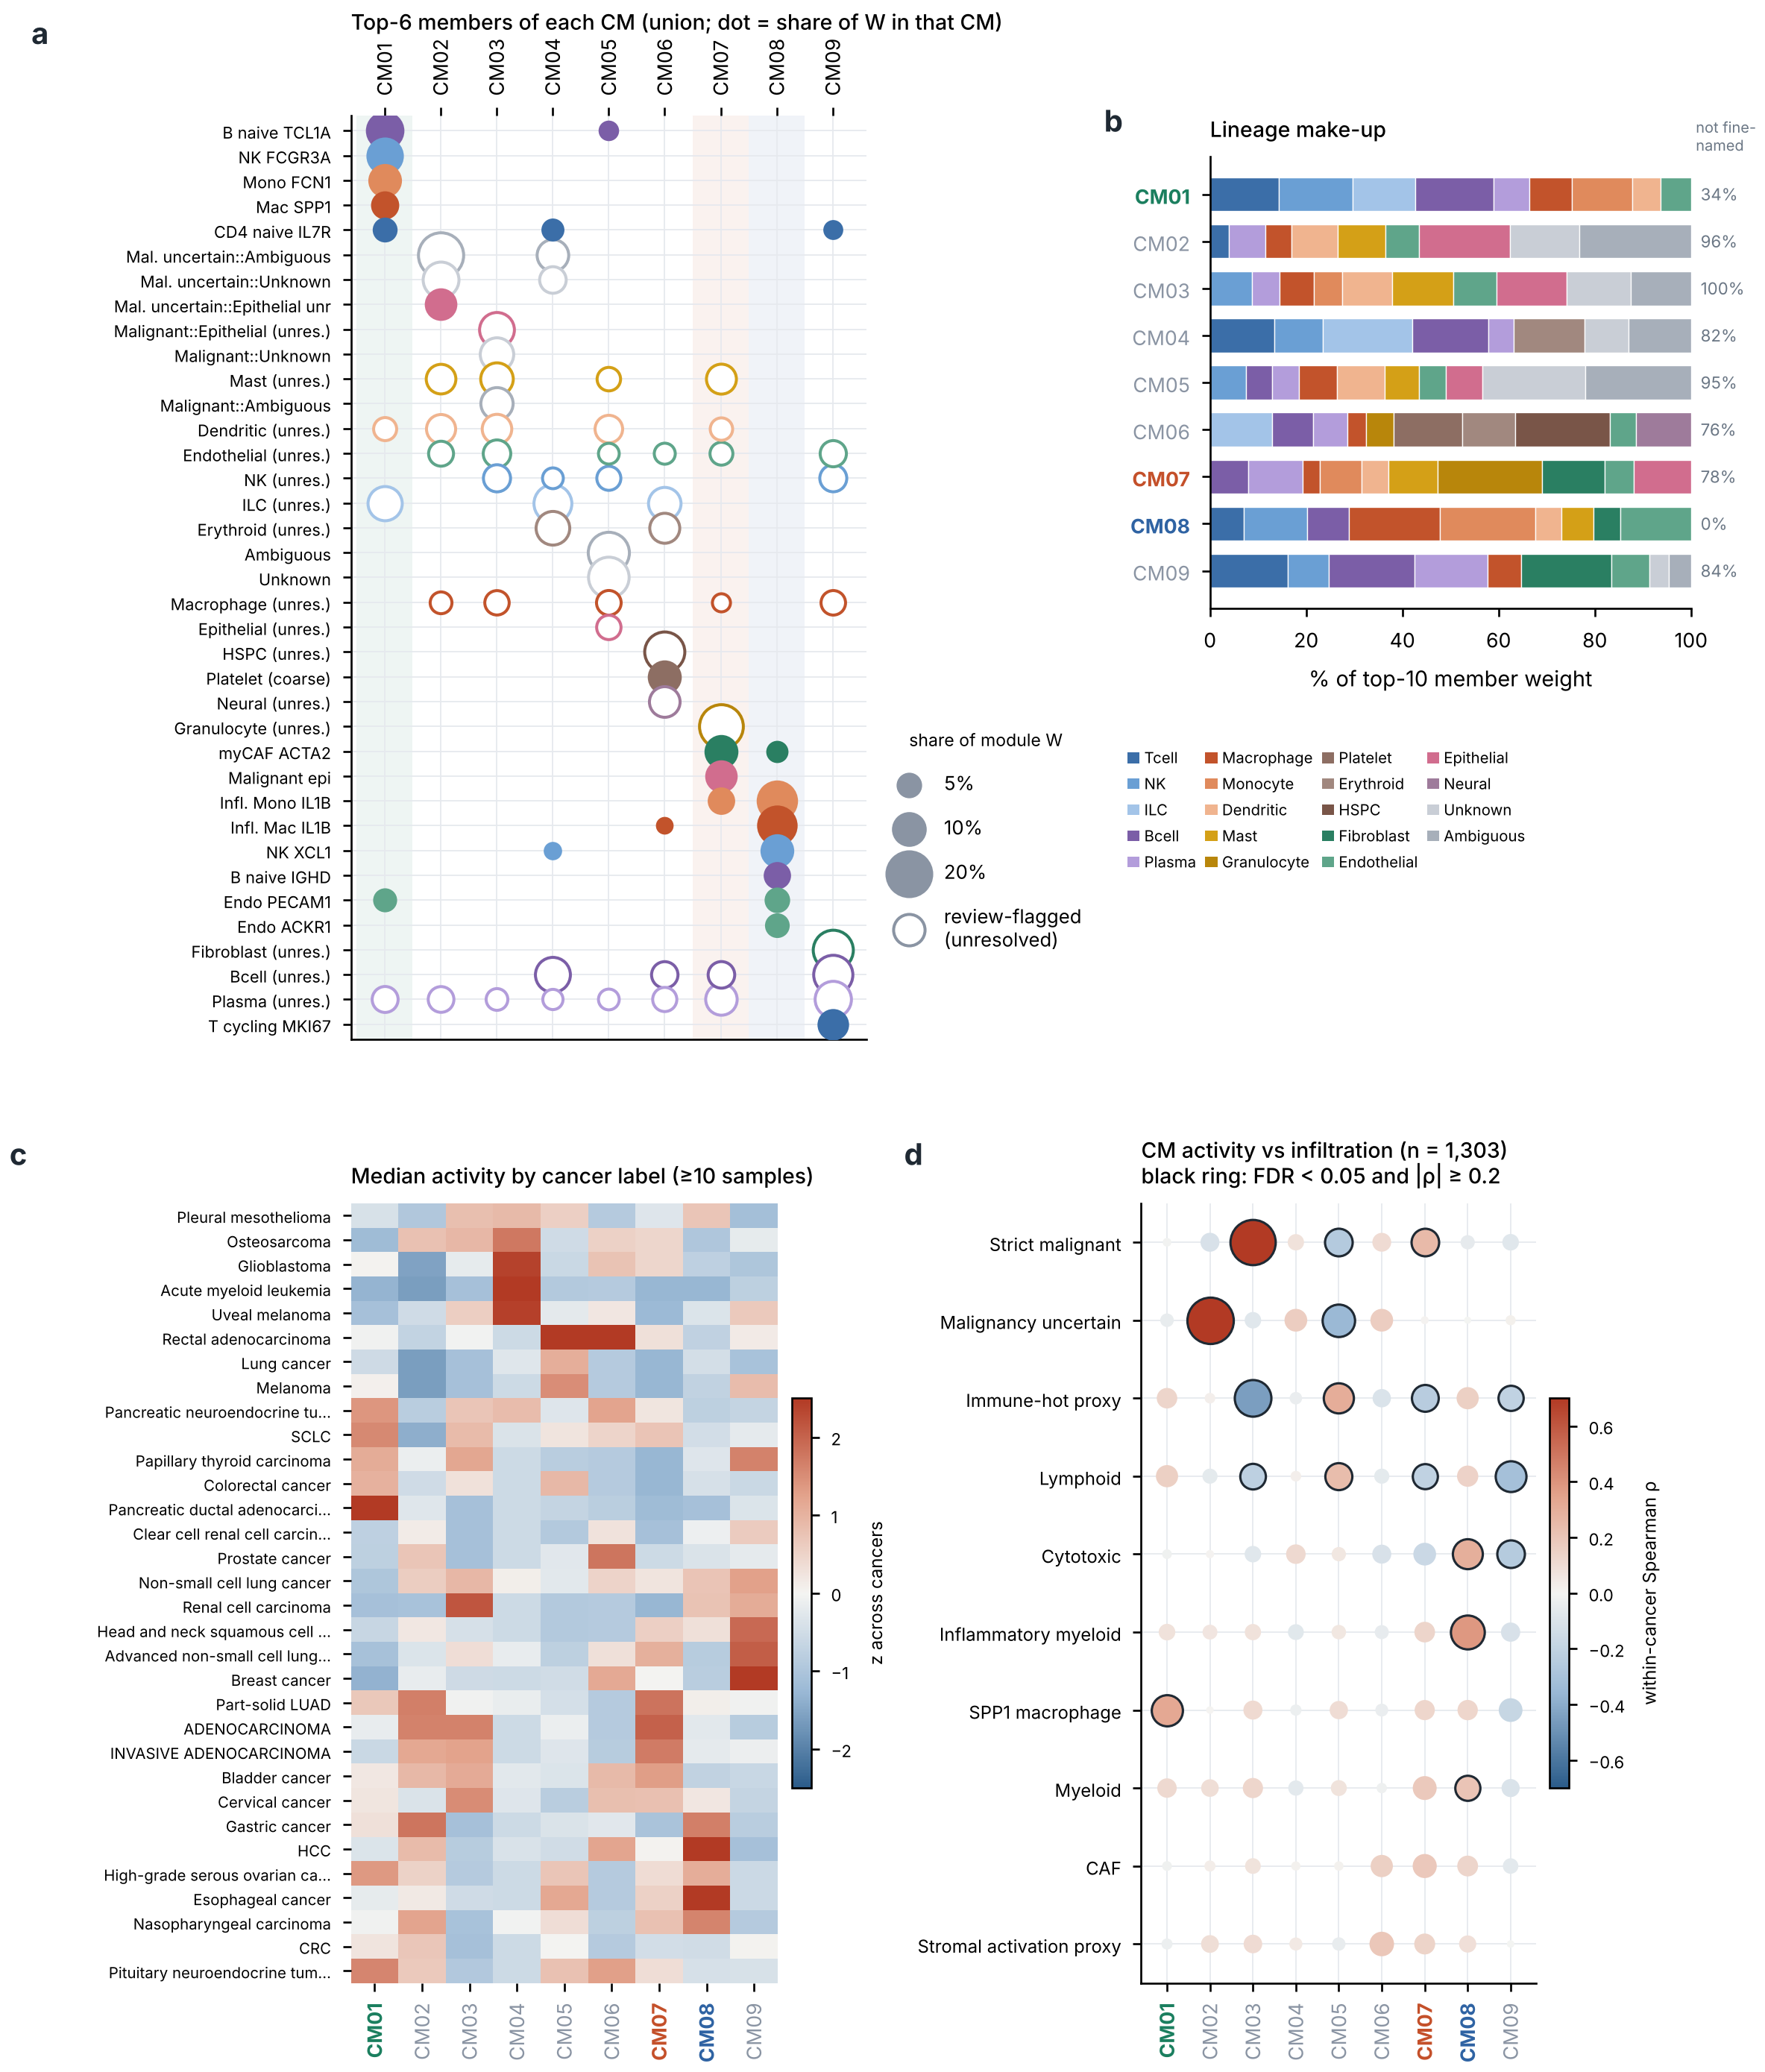 a
Top-6 members of each CM (union; dot = share of W in that CM)
CM01
CM02
CM03
CM04
CM05
CM06
CM07
CM08
CM09
B naive TCL1A
NK FCGR3A
Mono FCN1
Mac SPP1
CD4 naive IL7R
Mal. uncertain::Ambiguous
Mal. uncertain::Unknown
Mal. uncertain::Epithelial unr
Malignant::Epithelial (unres.)
Malignant::Unknown
Mast (unres.)
Malignant::Ambiguous
Dendritic (unres.)
Endothelial (unres.)
NK (unres.)
ILC (unres.)
Erythroid (unres.)
Ambiguous
Unknown
Macrophage (unres.)
Epithelial (unres.)
HSPC (unres.)
Platelet (coarse)
Neural (unres.)
Granulocyte (unres.)
myCAF ACTA2
Malignant epi
Infl. Mono IL1B
Infl. Mac IL1B
NK XCL1
B naive IGHD
Endo PECAM1
Endo ACKR1
Fibroblast (unres.)
Bcell (unres.)
Plasma (unres.)
T cycling MKI67
share of module W
5%
10%
20%
review-flagged
(unresolved)
b
Lineage make-up
not fine-
named
CM01
34%
CM02
96%
CM03
100%
CM04
82%
CM05
95%
CM06
76%
CM07
78%
CM08
0%
CM09
84%
0
20
40
60
80
100
% of top-10 member weight
Tcell
NK
ILC
Bcell
Plasma
Macrophage
Monocyte
Dendritic
Mast
Granulocyte
Platelet
Erythroid
HSPC
Fibroblast
Endothelial
Epithelial
Neural
Unknown
Ambiguous
c
Median activity by cancer label (≥10 samples)
Pleural mesothelioma
Osteosarcoma
Glioblastoma
Acute myeloid leukemia
Uveal melanoma
Rectal adenocarcinoma
Lung cancer
Melanoma
Pancreatic neuroendocrine tu...
SCLC
Papillary thyroid carcinoma
Colorectal cancer
Pancreatic ductal adenocarci...
Clear cell renal cell carcin...
Prostate cancer
Non-small cell lung cancer
Renal cell carcinoma
Head and neck squamous cell ...
Advanced non-small cell lung...
Breast cancer
Part-solid LUAD
ADENOCARCINOMA
INVASIVE ADENOCARCINOMA
Bladder cancer
Cervical cancer
Gastric cancer
HCC
High-grade serous ovarian ca...
Esophageal cancer
Nasopharyngeal carcinoma
CRC
Pituitary neuroendocrine tum...
CM01
CM02
CM03
CM04
CM05
CM06
CM07
CM08
CM09
2
1
0
−1
−2
z across cancers
d
CM activity vs infiltration (n = 1,303)
black ring: FDR < 0.05 and |ρ| ≥ 0.2
Strict malignant
Malignancy uncertain
Immune-hot proxy
Lymphoid
Cytotoxic
Inflammatory myeloid
SPP1 macrophage
Myeloid
CAF
Stromal activation proxy
CM01
CM02
CM03
CM04
CM05
CM06
CM07
CM08
CM09
0.6
0.4
0.2
0.0
−0.2
−0.4
−0.6
within-cancer Spearman ρ